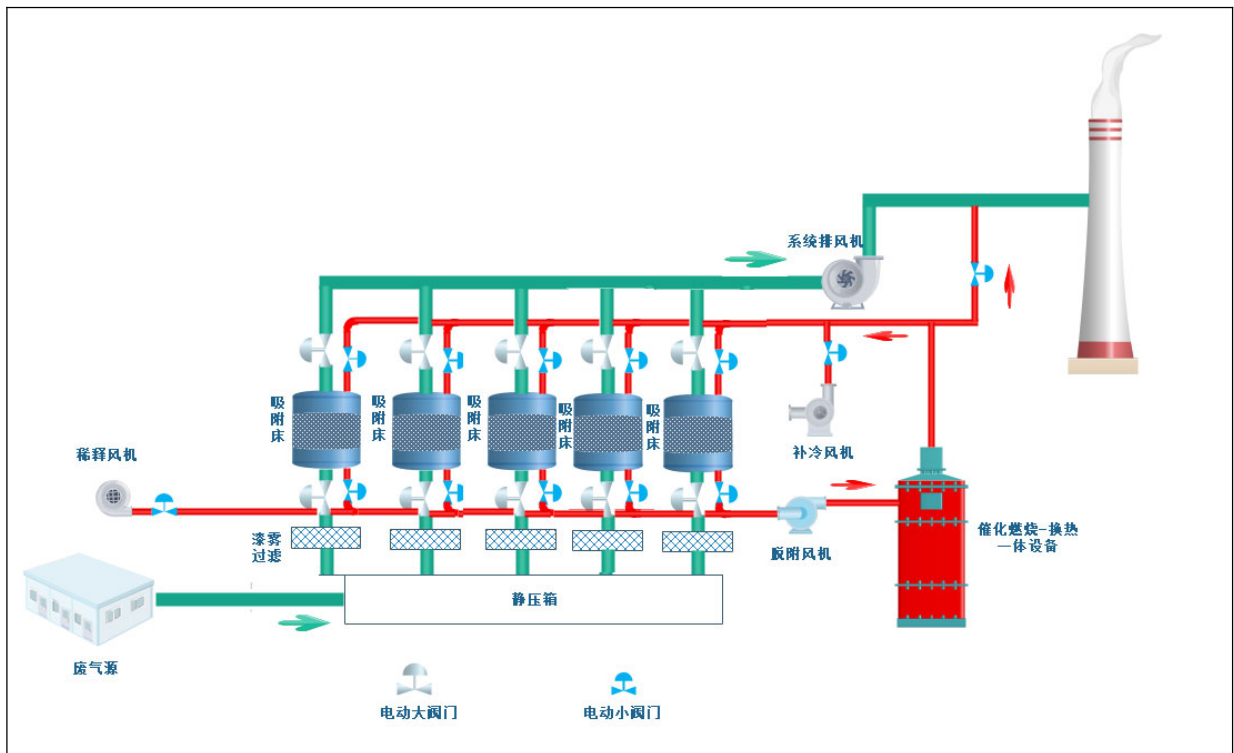 系统排风机
吸附床
吸附床
吸附床
吸附床
吸附床
稀释风机
补冷风机
漆雾
过滤
脱附风机
催化燃烧-换热
一体设备
静压箱
废气源
电动大阀门
电动小阀门